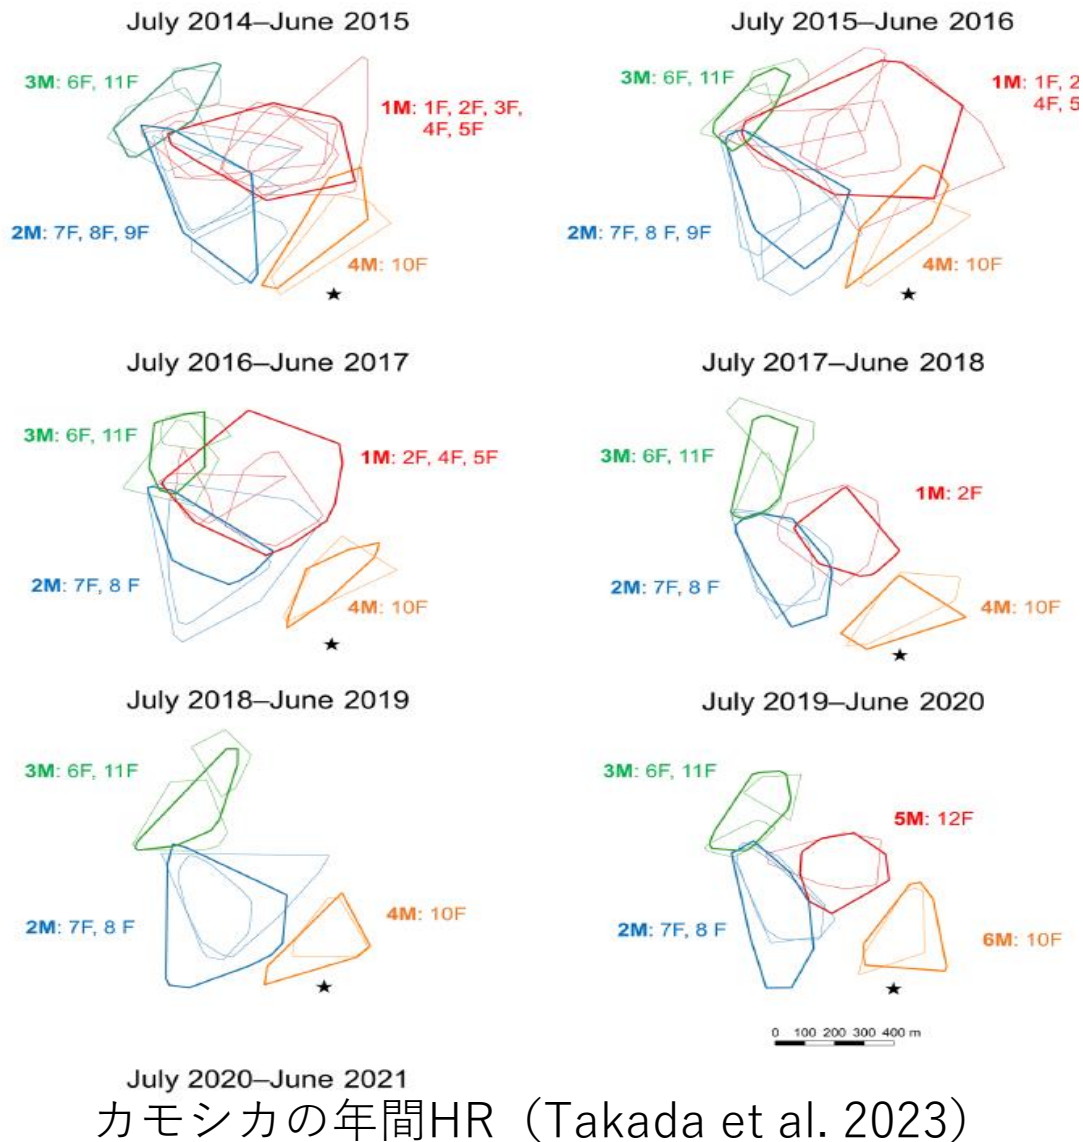 July 2014–June 2015
3M: 6F, 11F
1M: 1F, 2F, 3F,
4F, 5F
2M: 7F, 8F, 9F
4M: 10F
July 2015–June 2016
3M: 6F, 11F
1M: 1F, 2
4F, 5
2M: 7F, 8 F, 9F
4M: 10F
July 2016–June 2017
3M: 6F, 11F
1M: 2F, 4F, 5F
2M: 7F, 8 F
4M: 10F
July 2017–June 2018
3M: 6F, 11F
1M: 2F
2M: 7F, 8 F
4M: 10F
July 2018–June 2019
3M: 6F, 11F
2M: 7F, 8 F
4M: 10F
July 2019–June 2020
3M: 6F, 11F
5M: 12F
2M: 7F, 8 F
6M: 10F
0 100 200 300 400 m
July 2020–June 2021
カモシカの年間HR（Takada et al. 2023）